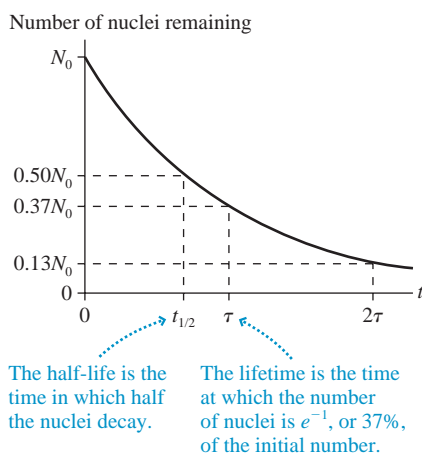 Number of nuclei remaining
N₀
0.50N₀
0.37N₀
0.13N₀
0
t
0 t₁/₂ τ 2τ
The half-life is the
time in which half
the nuclei decay.
The lifetime is the time
at which the number
of nuclei is e⁻¹, or 37%,
of the initial number.